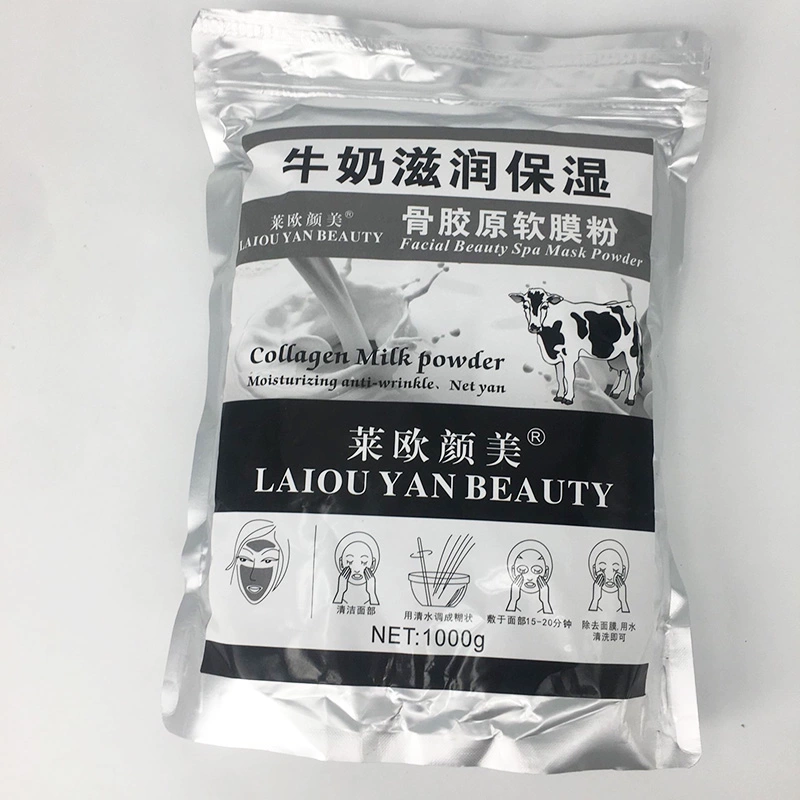 牛奶滋润保湿
莱欧颜美®
LAIOU YAN BEAUTY
骨胶原软膜粉
Facial Beauty Spa Mask Powder
Collagen Milk powder
Moisturizing anti-wrinkle、Net yan
莱欧颜美®
LAIOU YAN BEAUTY
清洁面部
用清水调成糊状
敷于面部15-20分钟
除去面膜,用水
清洗即可
NET:1000g